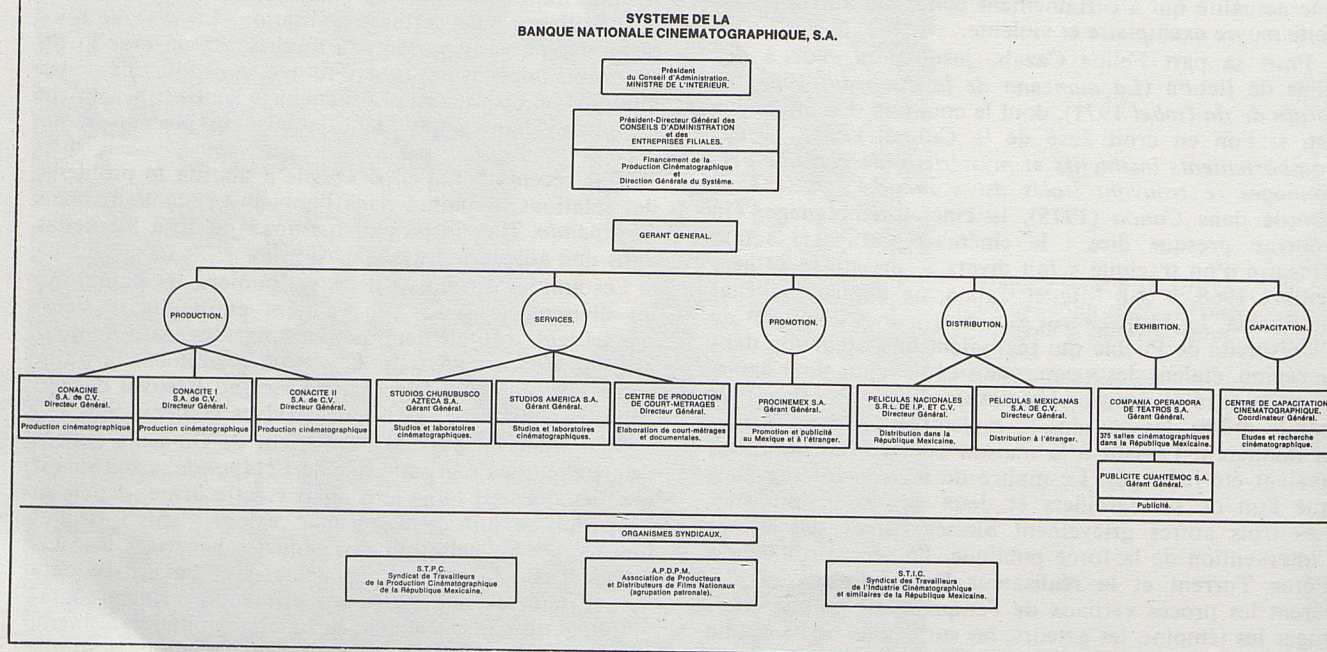 SYSTEME DE LA
BANQUE NATIONALE CINEMATOGRAPHIQUE, S.A.
Président
du Conseil d'Administration.
MINISTRE DE L'INTERIEUR.
Président-Directeur Général des
CONSEILS D'ADMINISTRATION
et des
ENTREPRISES FILIALES.
Financement de la
Production Cinématographique
et
Direction Générale du Système.
GERANT GENERAL.
PRODUCTION.
SERVICES.
PROMOTION.
DISTRIBUTION.
EXHIBITION.
CAPACITATION.
CONACINE
S.A. de C.V.
Directeur Général.
Production cinématographique
CONACITE I
S.A. de C.V.
Directeur Général.
Production cinématographique
CONACITE II
S.A. de C.V.
Directeur Général.
Production cinématographique
STUDIOS CHURUBUSCO
AZTECA S.A.
Gérant Général.
Studios et laboratoires
cinématographiques.
STUDIOS AMERICA S.A.
Gérant Général.
Studios et laboratoires
cinématographiques.
CENTRE DE PRODUCTION
DE COURT-METRAGES
Directeur Général.
Elaboration de court-métrages
et documentales.
PROCINEMEX S.A.
Gérant Général.
Promotion et publicité
au Mexique et à l'étranger.
PELICULAS NACIONALES
S.R.L. DE I.P. ET C.V.
Directeur Général.
Distribution dans la
République Mexicaine.
PELICULAS MEXICANAS
S.A. DE C.V.
Directeur Général.
Distribution à l'étranger.
COMPANIA OPERADORA
DE TEATROS S.A.
Gérant Général.
375 salles cinématographiques
dans la République Mexicaine.
PUBLICITE CUAHTEMOC S.A.
Gérant Général.
Publicité.
CENTRE DE CAPACITATION
CINEMATOGRAPHIQUE.
Coordinateur Général.
Etudes et recherche
cinématographique.
ORGANISMES SYNDICAUX.
S.T.P.C.
Syndicat de Travailleurs
de la Production Cinématographique
de la République Mexicaine.
A.P.D.P.M.
Association de Producteurs
et Distributeurs de Films Nationaux
(agrupation patronale).
S.T.I.C.
Syndicat des Travailleurs
de l'Industrie Cinématographique
et similaires de la République Mexicaine.